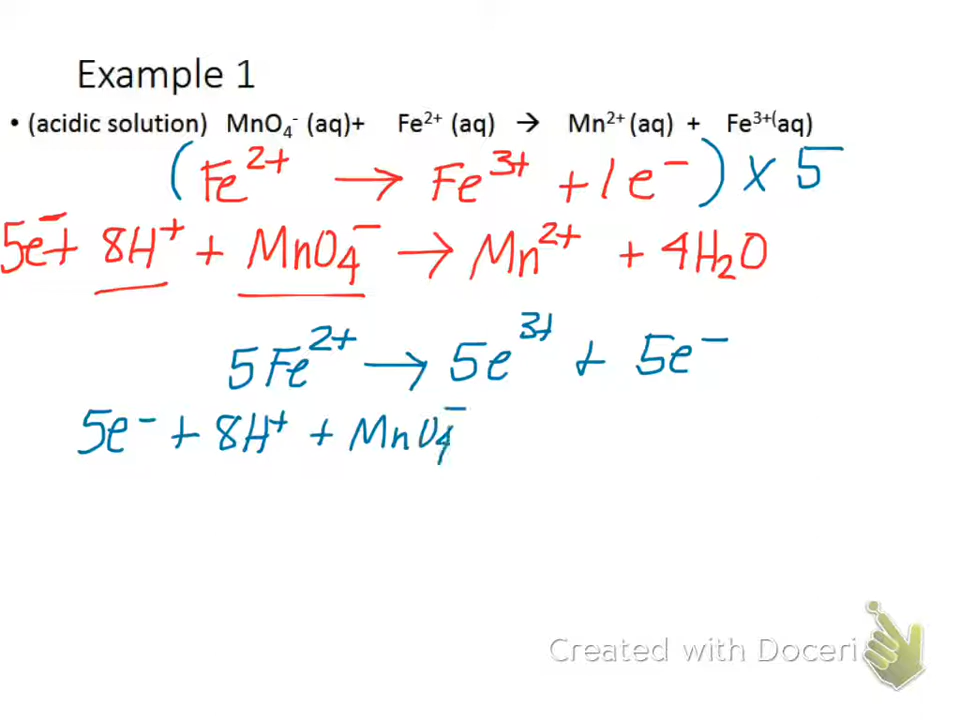 Example 1
• (acidic solution) MnO₄⁻ (aq)+ Fe²⁺ (aq) → Mn²⁺ (aq) + Fe³⁺⁽aq)
(Fe²⁺ → Fe³⁺ + 1e⁻) × 5
5e⁻+ 8H⁺ + MnO₄⁻ → Mn²⁺ + 4H₂O
5Fe²⁺ → 5e³⁺ + 5e⁻
5e⁻ + 8H⁺ + MnO₄⁻
Created with Doceri